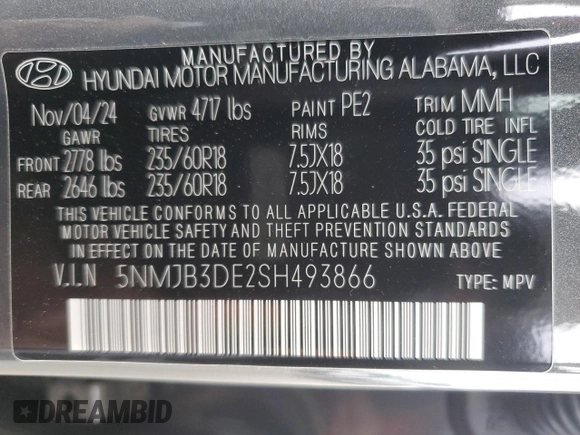 MANUFACTURED BY
HYUNDAI MOTOR MANUFACTURING ALABAMA, LLC
Nov/04/24 GVWR 4717 lbs PAINT PE2 TRIM MMH
GAWR TIRES RIMS COLD TIRE INFL
FRONT 2778 lbs 235/60R18 7.5JX18 35 psi SINGLE
REAR 2646 lbs 235/60R18 7.5JX18 35 psi SINGLE
THIS VEHICLE CONFORMS TO ALL APPLICABLE U.S.A. FEDERAL
MOTOR VEHICLE SAFETY AND THEFT PREVENTION STANDARDS
IN EFFECT ON THE DATE OF MANUFACTURE SHOWN ABOVE.
V.I.N 5NMJB3DE2SH493866 TYPE: MPV
DREAMBID